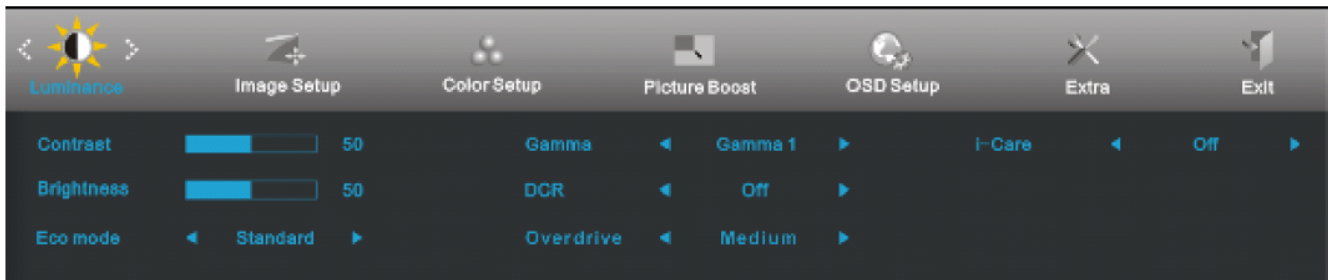 Luminance Image Setup Color Setup Picture Boost OSD Setup Extra Exit
Contrast 50 Gamma Gamma 1 i-Care Off
Brightness 50 DCR Off
Eco mode Standard Overdrive Medium